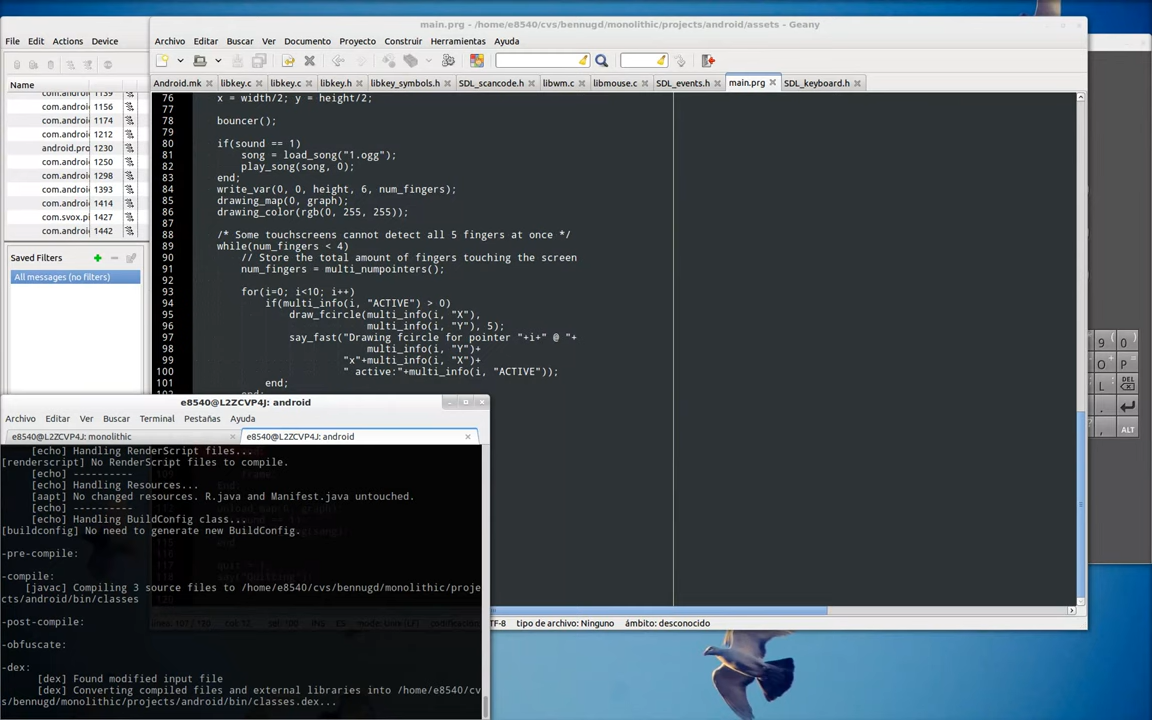 main.prg - /home/e8540/cvs/bennugd/monolithic/projects/android/assets - Geany
File Edit Actions Device
Archivo Editar Buscar Ver Documento Proyecto Construir Herramientas Ayuda
Name
com.androi 1139
com.androi 1156
com.androi 1174
com.androi 1212
android.pro 1230
com.androi 1250
com.androi 1298
com.androi 1393
com.androi 1414
com.svox.pi 1427
com.androi 1442
Saved Filters
All messages (no filters)
Android.mk libkey.c libkey.c libkey.h libkey_symbols.h SDL_scancode.h libwm.c libmouse.c SDL_events.h main.prg SDL_keyboard.h
76 x = width/2; y = height/2;
77
78 bouncer();
79
80 if(sound == 1)
81 song = load_song("1.ogg");
82 play_song(song, 0);
83 end;
84 write_var(0, 0, height, 6, num_fingers);
85 drawing_map(0, graph);
86 drawing_color(rgb(0, 255, 255));
87
88 /* Some touchscreens cannot detect all 5 fingers at once */
89 while(num_fingers < 4)
90 // Store the total amount of fingers touching the screen
91 num_fingers = multi_numpointers();
92
93 for(i=0; i<10; i++)
94 if(multi_info(i, "ACTIVE") > 0)
95 draw_fcircle(multi_info(i, "X"),
96 multi_info(i, "Y"), 5);
97 say_fast("Drawing fcircle for pointer "+i+" @ "+
98 multi_info(i, "Y")+
99 "x"+multi_info(i, "X")+
100 " active:"+multi_info(i, "ACTIVE"));
101 end;
9 0
O P
L DEL
ALT
e8540@L2ZCVP4J: android
Archivo Editar Ver Buscar Terminal Pestañas Ayuda
e8540@L2ZCVP4J: monolithic e8540@L2ZCVP4J: android
[echo] Handling RenderScript files...
[renderscript] No RenderScript files to compile.
[echo] ----------
[echo] Handling Resources...
[aapt] No changed resources. R.java and Manifest.java untouched.
[echo] ----------
[echo] Handling BuildConfig class...
[buildconfig] No need to generate new BuildConfig.
-pre-compile:
-compile:
[javac] Compiling 3 source files to /home/e8540/cvs/bennugd/monolithic/proje
cts/android/bin/classes
-post-compile:
-obfuscate:
-dex:
[dex] Found modified input file
[dex] Converting compiled files and external libraries into /home/e8540/cv
s/bennugd/monolithic/projects/android/bin/classes.dex...
TF-8 tipo de archivo: Ninguno ámbito: desconocido